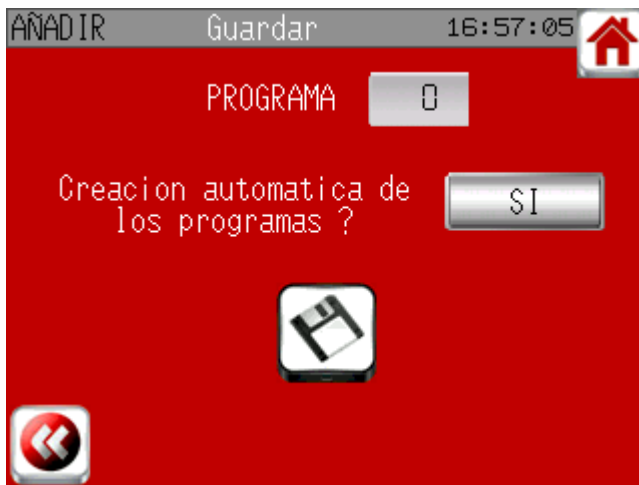 AÑADIR Guardar 16:57:05
PROGRAMA 0
Creacion automatica de
los programas ?
SI